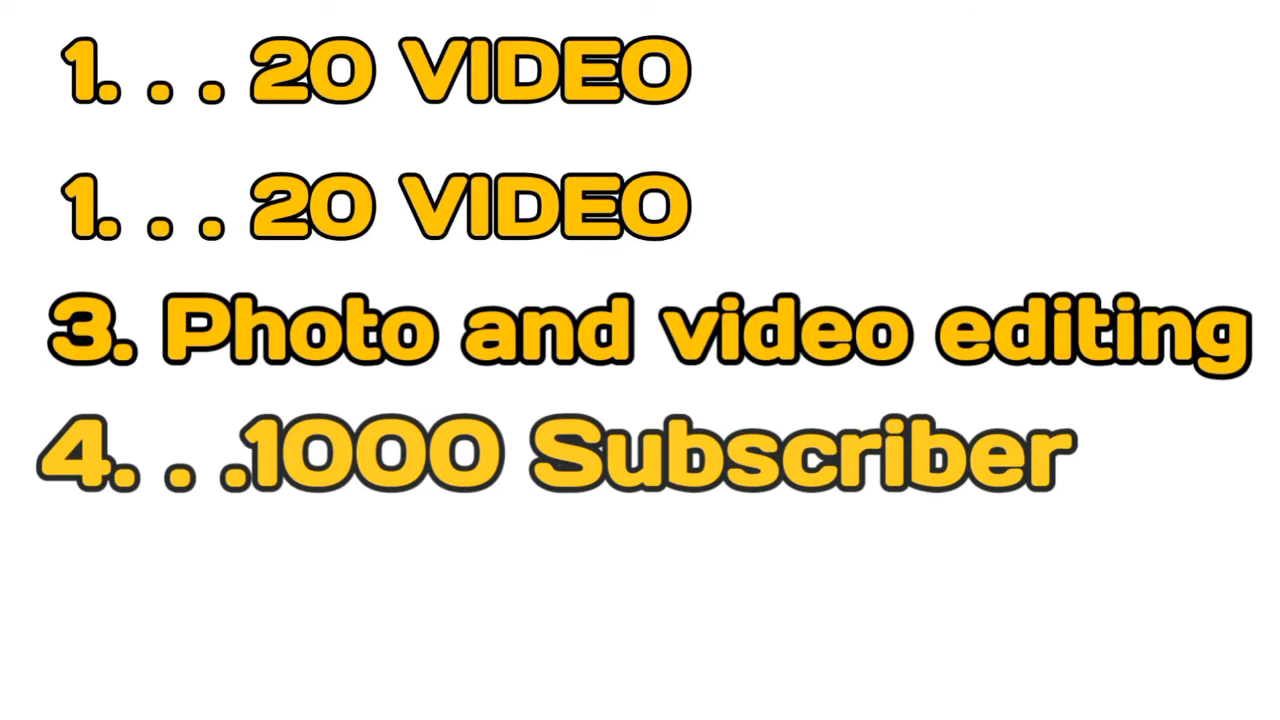 1. . . 20 VIDEO
1. . . 20 VIDEO
3. Photo and video editing
4. . .1000 Subscriber